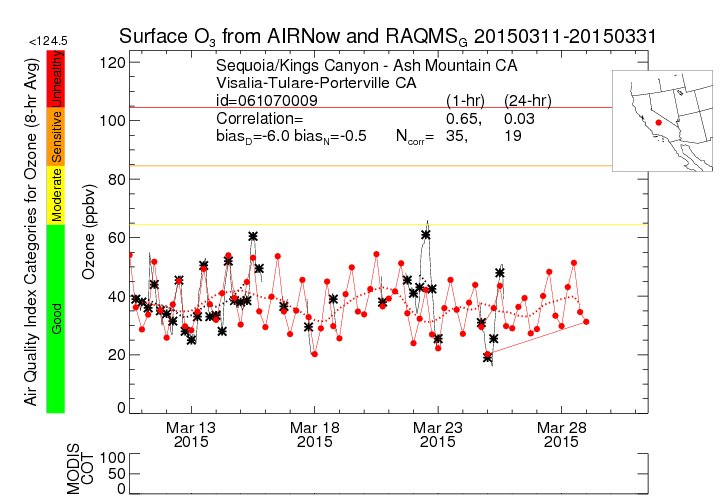 Surface O3 from AIRNow and RAQMSG 20150311-20150331
<124.5
Sequoia/Kings Canyon - Ash Mountain CA
Visalia-Tulare-Porterville CA
id=061070009 (1-hr) (24-hr)
Correlation= 0.65, 0.03
biasD=-6.0 biasN=-0.5 Ncorr= 35, 19
Air Quality Index Categories for Ozone (8-hr Avg)
Unhealthy
Sensitive
Moderate
Good
Ozone (ppbv)
120
100
80
60
40
20
0
Mar 13 Mar 18 Mar 23 Mar 28
2015 2015 2015 2015
MODIS
COT
100
50
0